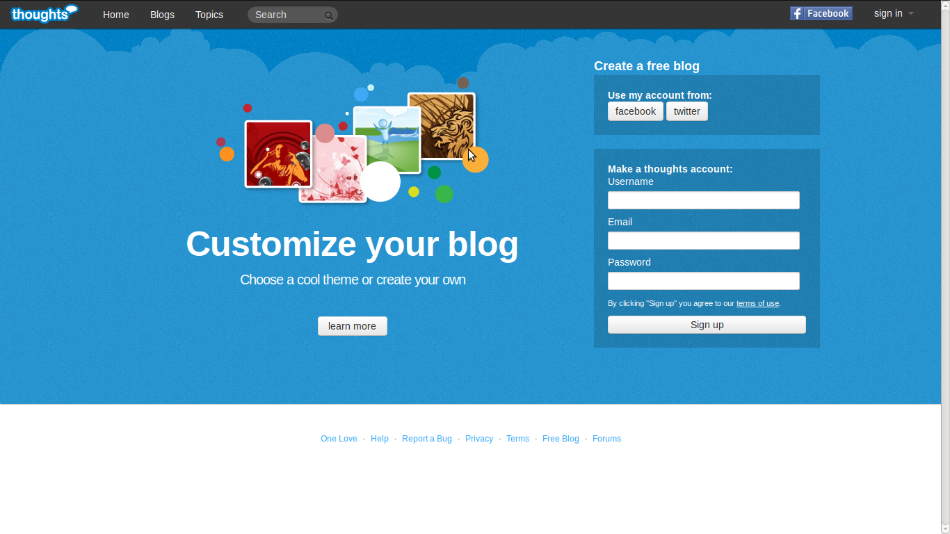 thoughts Home Blogs Topics Search Facebook sign in
Create a free blog
Use my account from:
facebook twitter
Make a thoughts account:
Username
Email
Password
By clicking "Sign up" you agree to our terms of use.
Sign up
Customize your blog
Choose a cool theme or create your own
learn more
One Love - Help - Report a Bug - Privacy - Terms - Free Blog - Forums